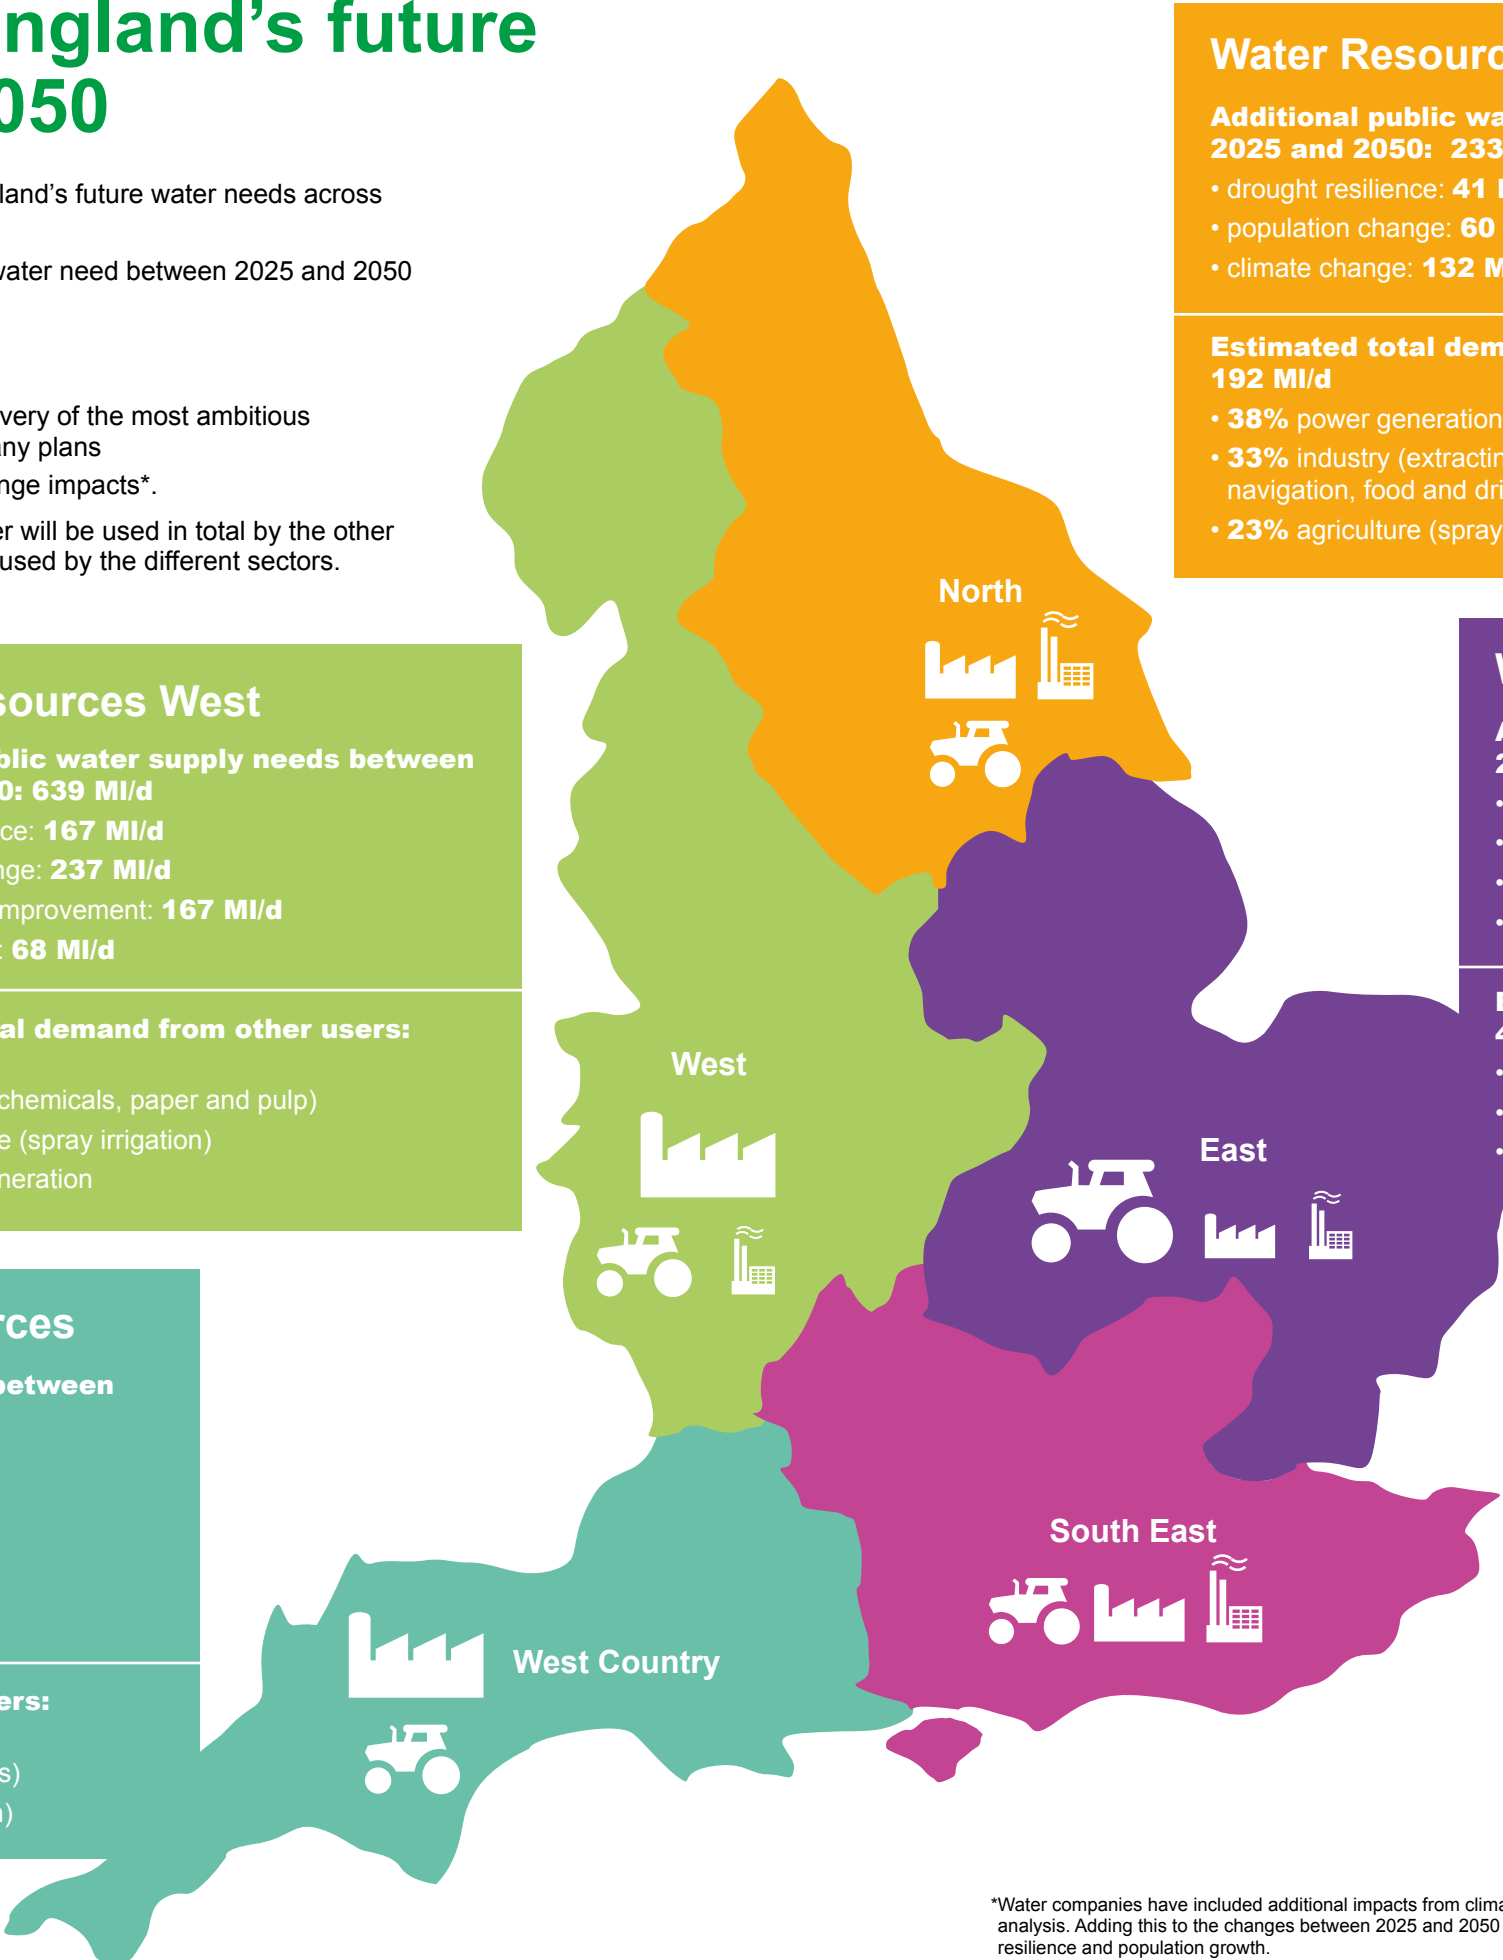 ngland's future
050
land's future water needs across
vater need between 2025 and 2050
very of the most ambitious
any plans
nge impacts*.
er will be used in total by the other
used by the different sectors.
Water Resourc
Additional public wa
2025 and 2050: 233
• drought resilience: 41
• population change: 60
• climate change: 132 M
Estimated total dem
192 Ml/d
• 38% power generation
• 33% industry (extractin
navigation, food and dri
• 23% agriculture (spray
sources West
blic water supply needs between
0: 639 Ml/d
ce: 167 Ml/d
nge: 237 Ml/d
improvement: 167 Ml/d
: 68 Ml/d
al demand from other users:
chemicals, paper and pulp)
e (spray irrigation)
neration
rces
between
ers:
s)
)
North
West
East
South East
West Country
*Water companies have included additional impacts from clima
analysis. Adding this to the changes between 2025 and 2050
resilience and population growth.